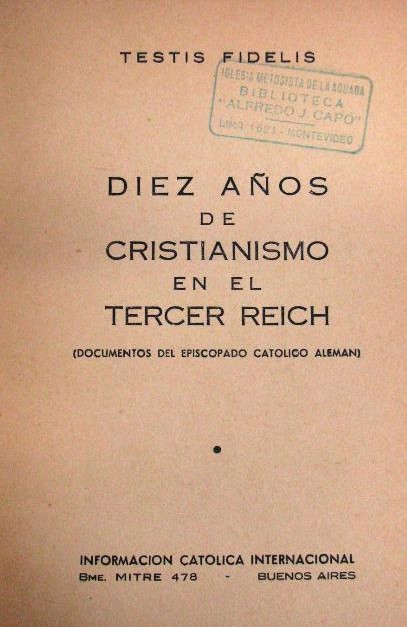 TESTIS FIDELIS
IGLESIA METODISTA DE LA AGUADA
BIBLIOTECA
"ALFREDO J. CAPÓ"
LIMA 1621 - MONTEVIDEO
DIEZ AÑOS
DE
CRISTIANISMO
EN EL
TERCER REICH
(DOCUMENTOS DEL EPISCOPADO CATOLICO ALEMAN)
INFORMACION CATOLICA INTERNACIONAL
BME. MITRE 478 - BUENOS AIRES